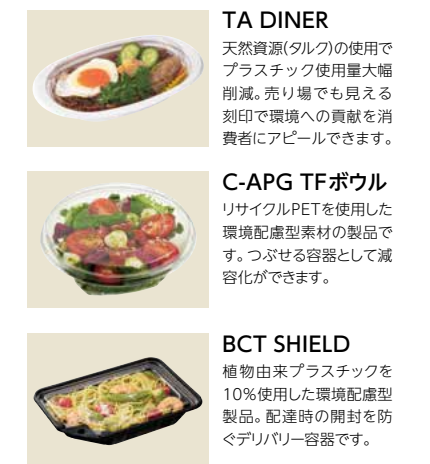 TA DINER
天然資源(タルク)の使用で
プラスチック使用量大幅
削減。売り場でも見える
刻印で環境への貢献を消
費者にアピールできます。
C-APG TFボウル
リサイクルPETを使用した
環境配慮型素材の製品で
す。つぶせる容器として減
容化ができます。
BCT SHIELD
植物由来プラスチックを
10%使用した環境配慮型
製品。配達時の開封を防
ぐデリバリー容器です。